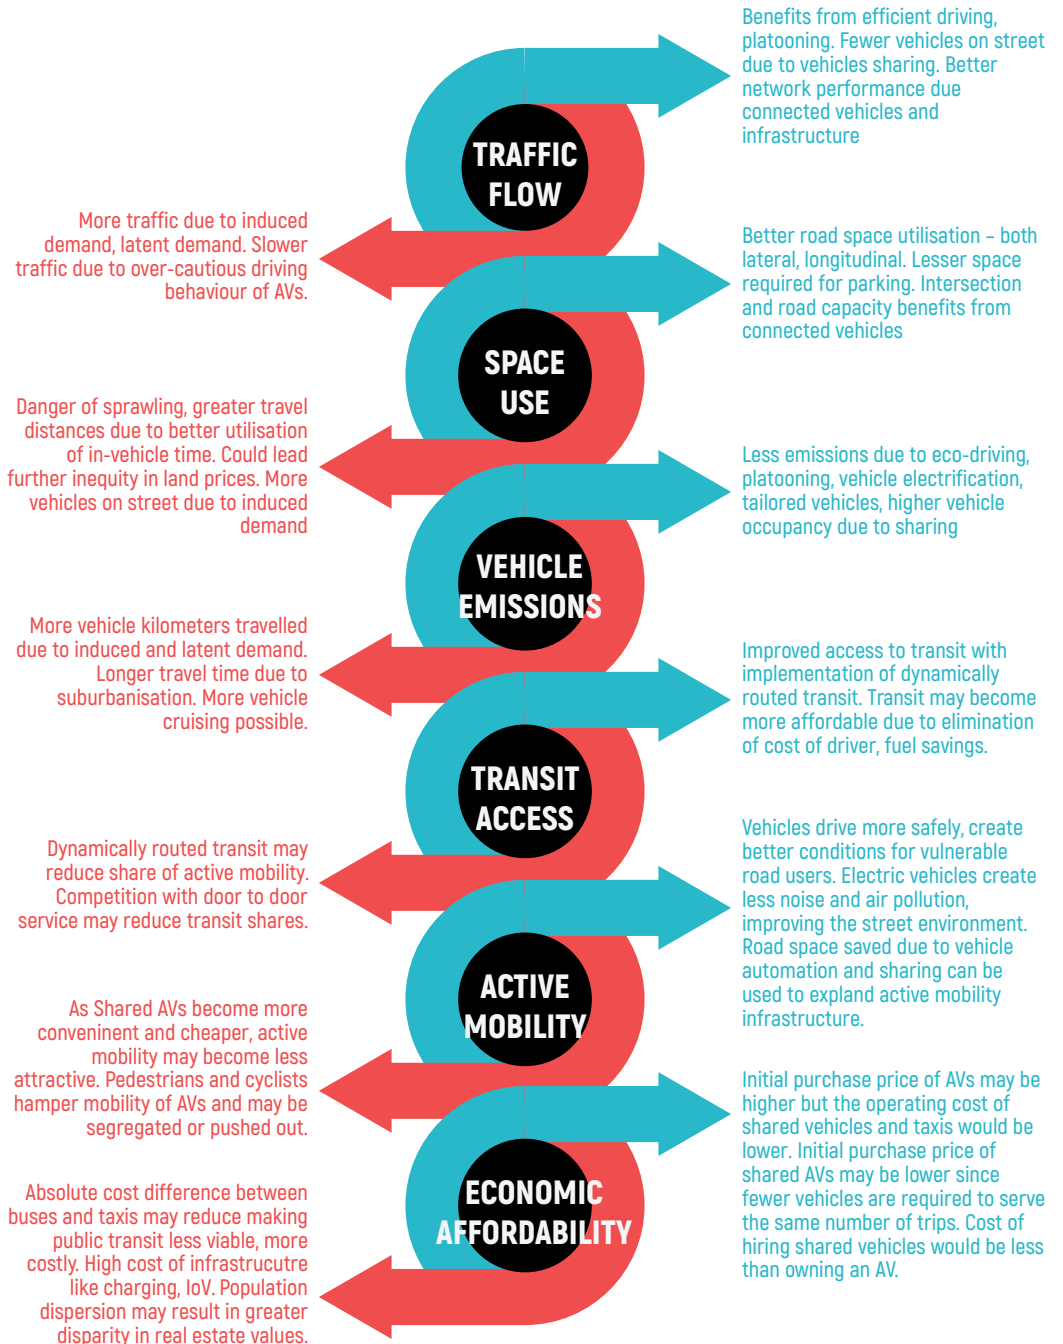 Benefits from efficient driving,
platooning. Fewer vehicles on street
due to vehicles sharing. Better
network performance due
connected vehicles and
infrastructure
TRAFFIC
FLOW
More traffic due to induced
demand, latent demand. Slower
traffic due to over-cautious driving
behaviour of AVs.
Better road space utilisation – both
lateral, longitudinal. Lesser space
required for parking. Intersection
and road capacity benefits from
connected vehicles
SPACE
USE
Danger of sprawling, greater travel
distances due to better utilisation
of in-vehicle time. Could lead
further inequity in land prices. More
vehicles on street due to induced
demand
Less emissions due to eco-driving,
platooning, vehicle electrification,
tailored vehicles, higher vehicle
occupancy due to sharing
VEHICLE
EMISSIONS
More vehicle kilometers travelled
due to induced and latent demand.
Longer travel time due to
suburbanisation. More vehicle
cruising possible.
Improved access to transit with
implementation of dynamically
routed transit. Transit may become
more affordable due to elimination
of cost of driver, fuel savings.
TRANSIT
ACCESS
Dynamically routed transit may
reduce share of active mobility.
Competition with door to door
service may reduce transit shares.
Vehicles drive more safely, create
better conditions for vulnerable
road users. Electric vehicles create
less noise and air pollution,
improving the street environment.
Road space saved due to vehicle
automation and sharing can be
used to expland active mobility
infrastructure.
ACTIVE
MOBILITY
As Shared AVs become more
conveninent and cheaper, active
mobility may become less
attractive. Pedestrians and cyclists
hamper mobility of AVs and may be
segregated or pushed out.
Initial purchase price of AVs may be
higher but the operating cost of
shared vehicles and taxis would be
lower. Initial purchase price of
shared AVs may be lower since
fewer vehicles are required to serve
the same number of trips. Cost of
hiring shared vehicles would be less
than owning an AV.
ECONOMIC
AFFORDABILITY
Absolute cost difference between
buses and taxis may reduce making
public transit less viable, more
costly. High cost of infrastrucutre
like charging, IoV. Population
dispersion may result in greater
disparity in real estate values.